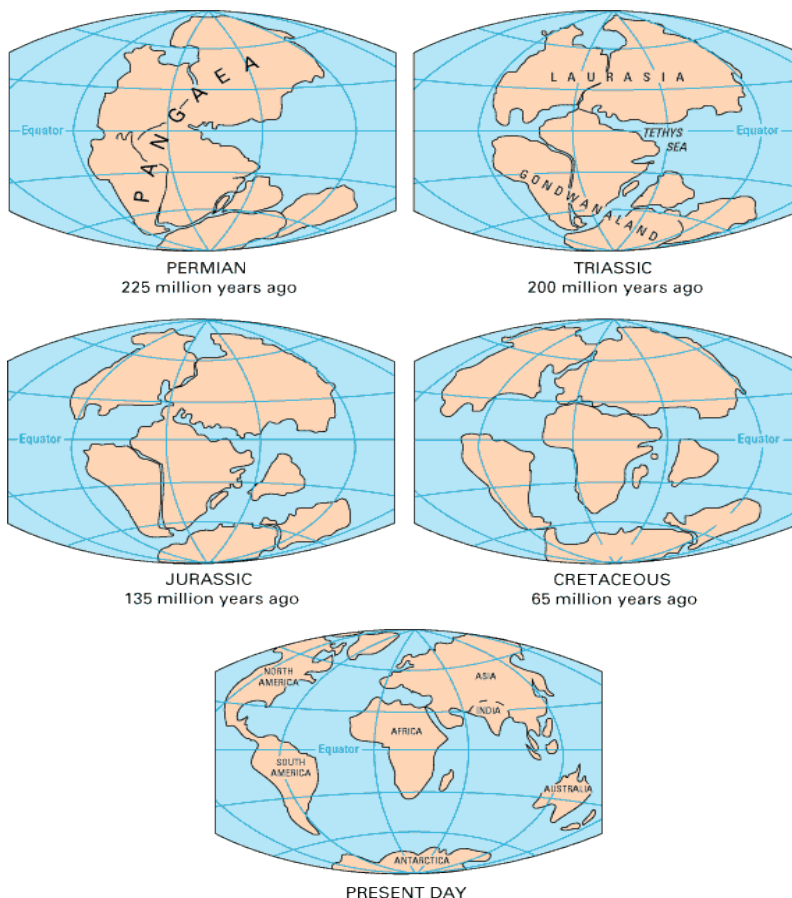 PANGAEA
Equator
PERMIAN
225 million years ago
LAURASIA
TETHYS
SEA
Equator
GONDWANALAND
TRIASSIC
200 million years ago
Equator
JURASSIC
135 million years ago
Equator
CRETACEOUS
65 million years ago
NORTH
AMERICA
ASIA
INDIA
AFRICA
Equator
SOUTH
AMERICA
AUSTRALIA
ANTARCTICA
PRESENT DAY